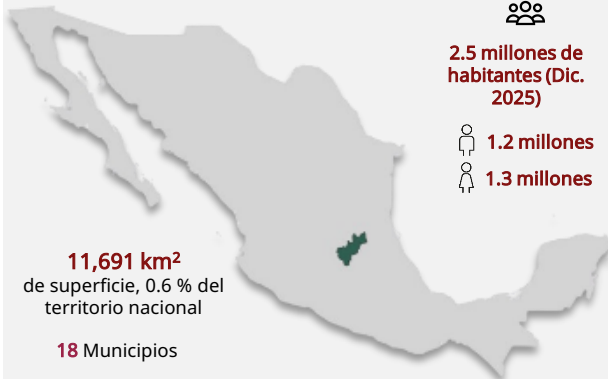 2.5 millones de
habitantes (Dic.
2025)
1.2 millones
1.3 millones
11,691 km²
de superficie, 0.6 % del
territorio nacional
18 Municipios